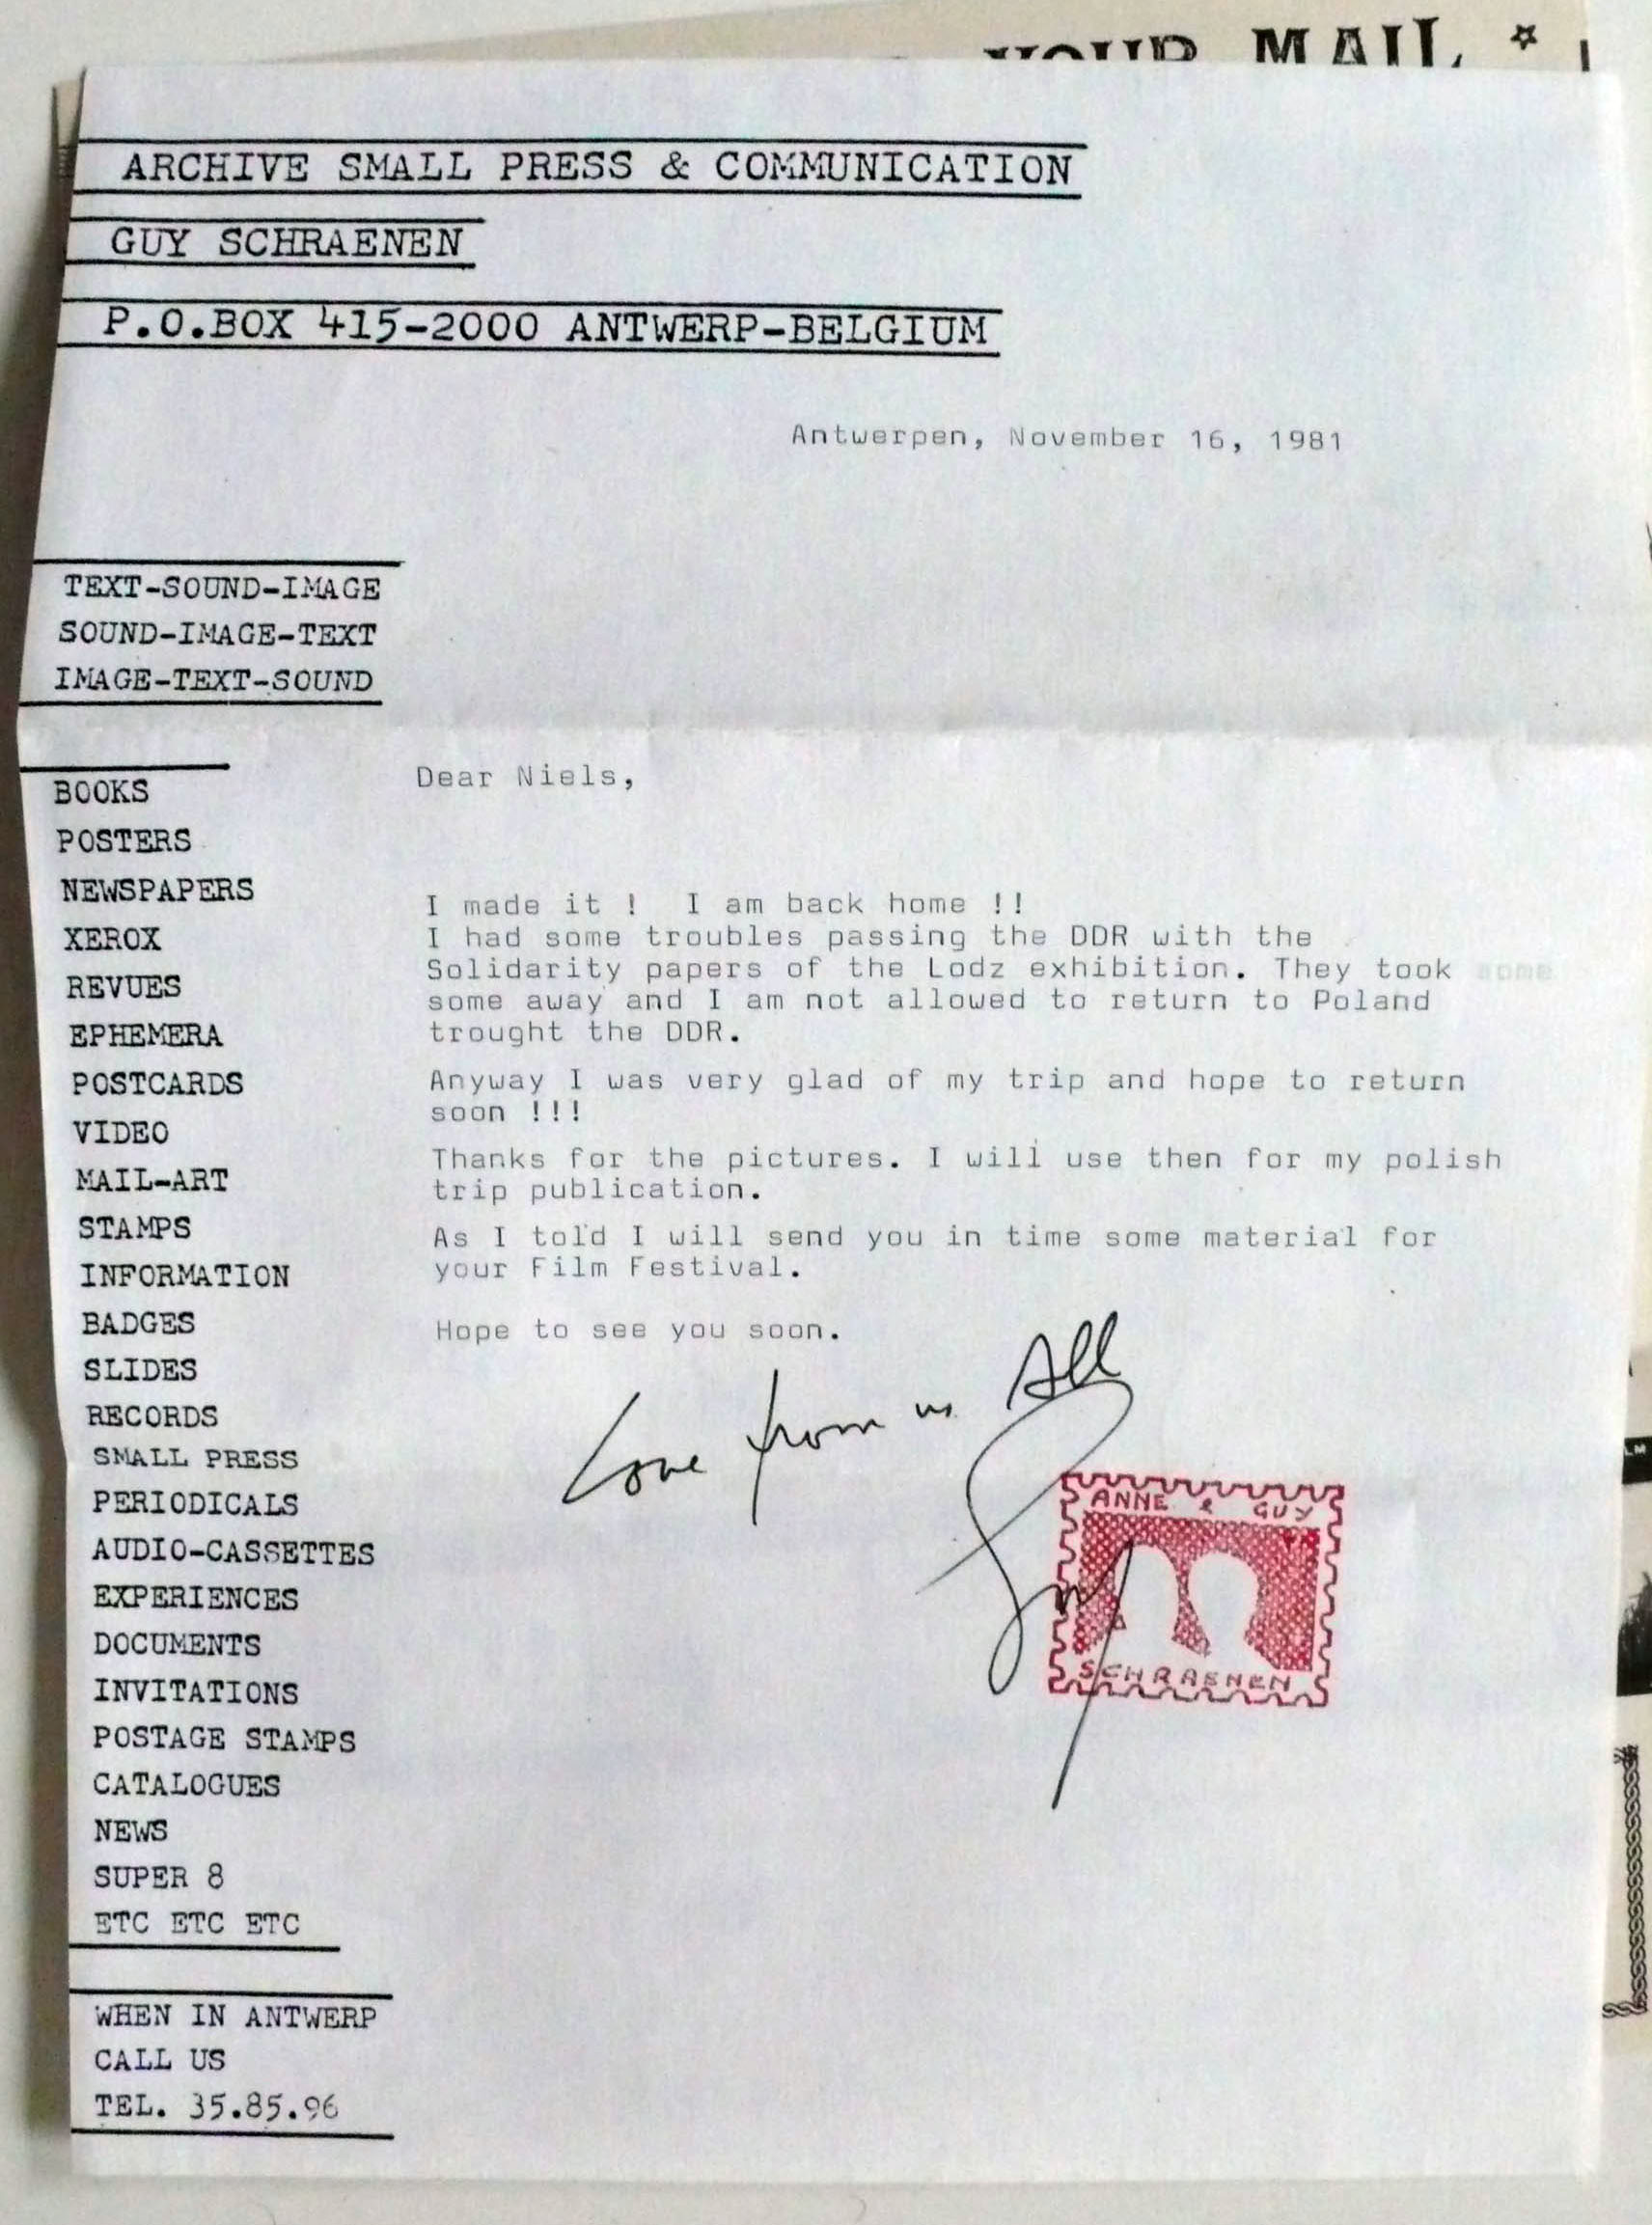 YOUR MAIL
ARCHIVE SMALL PRESS & COMMUNICATION
GUY SCHRAENEN
P.O.BOX 415-2000 ANTWERP-BELGIUM
Antwerpen, November 16, 1981
TEXT-SOUND-IMAGE
SOUND-IMAGE-TEXT
IMAGE-TEXT-SOUND
BOOKS
POSTERS
NEWSPAPERS
XEROX
REVUES
EPHEMERA
POSTCARDS
VIDEO
MAIL-ART
STAMPS
INFORMATION
BADGES
SLIDES
RECORDS
SMALL PRESS
PERIODICALS
AUDIO-CASSETTES
EXPERIENCES
DOCUMENTS
INVITATIONS
POSTAGE STAMPS
CATALOGUES
NEWS
SUPER 8
ETC ETC ETC
WHEN IN ANTWERP
CALL US
TEL. 35.85.96
Dear Niels,
I made it ! I am back home !!
I had some troubles passing the DDR with the
Solidarity papers of the Lodz exhibition. They took some
some away and I am not allowed to return to Poland
trought the DDR.
Anyway I was very glad of my trip and hope to return
soon !!!
Thanks for the pictures. I will use then for my polish
trip publication.
As I told I will send you in time some material for
your Film Festival.
Hope to see you soon.
Love from us All
Guy
ANNE & GUY
SCHRAENEN